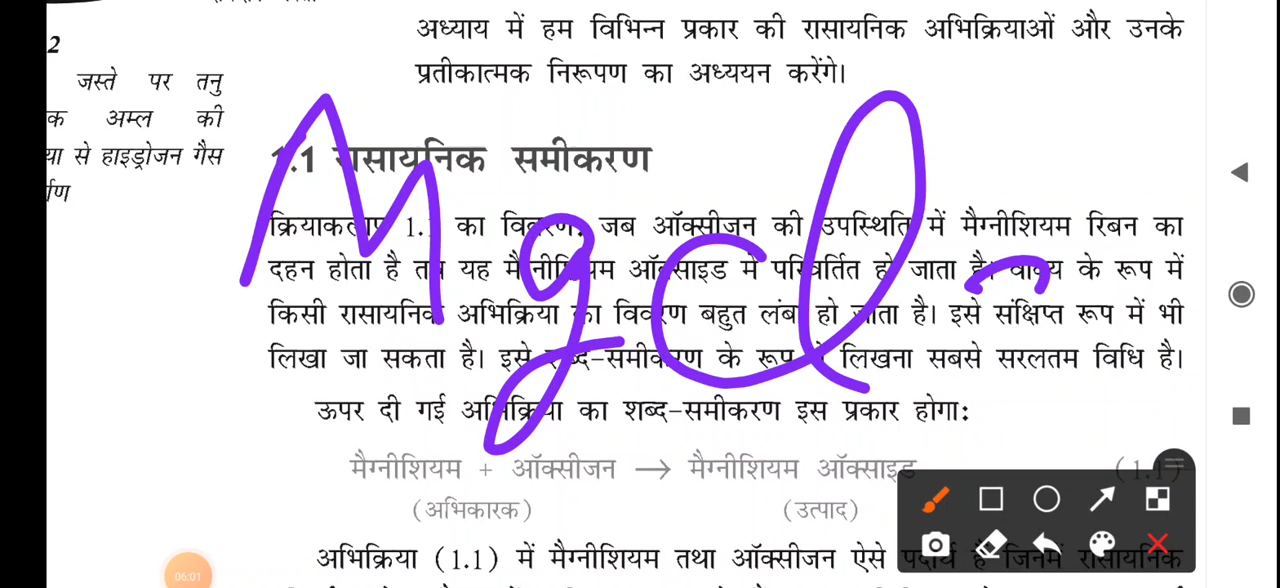 2
जस्ते पर तनु
क अम्ल की
या से हाइड्रोजन गैस
र्माण
अध्याय में हम विभिन्न प्रकार की रासायनिक अभिक्रियाओं और उनके
प्रतीकात्मक निरूपण का अध्ययन करेंगे।
1.1 रासायनिक समीकरण
क्रियाकलाप 1.1 का विवरण: जब ऑक्सीजन की उपस्थिति में मैग्नीशियम रिबन का
दहन होता है तब यह मैग्नीशियम ऑक्साइड में परिवर्तित हो जाता है। वाक्य के रूप में
किसी रासायनिक अभिक्रिया का विवरण बहुत लंबा हो जाता है। इसे संक्षिप्त रूप में भी
लिखा जा सकता है। इसे शब्द-समीकरण के रूप में लिखना सबसे सरलतम विधि है।
Mgcl
ऊपर दी गई अभिक्रिया का शब्द-समीकरण इस प्रकार होगा:
मैग्नीशियम + ऑक्सीजन → मैग्नीशियम ऑक्साइड (1.1)
(अभिकारक) (उत्पाद)
अभिक्रिया (1.1) में मैग्नीशियम तथा ऑक्सीजन ऐसे पदार्थ हैं जिनमें रासायनिक
06:01